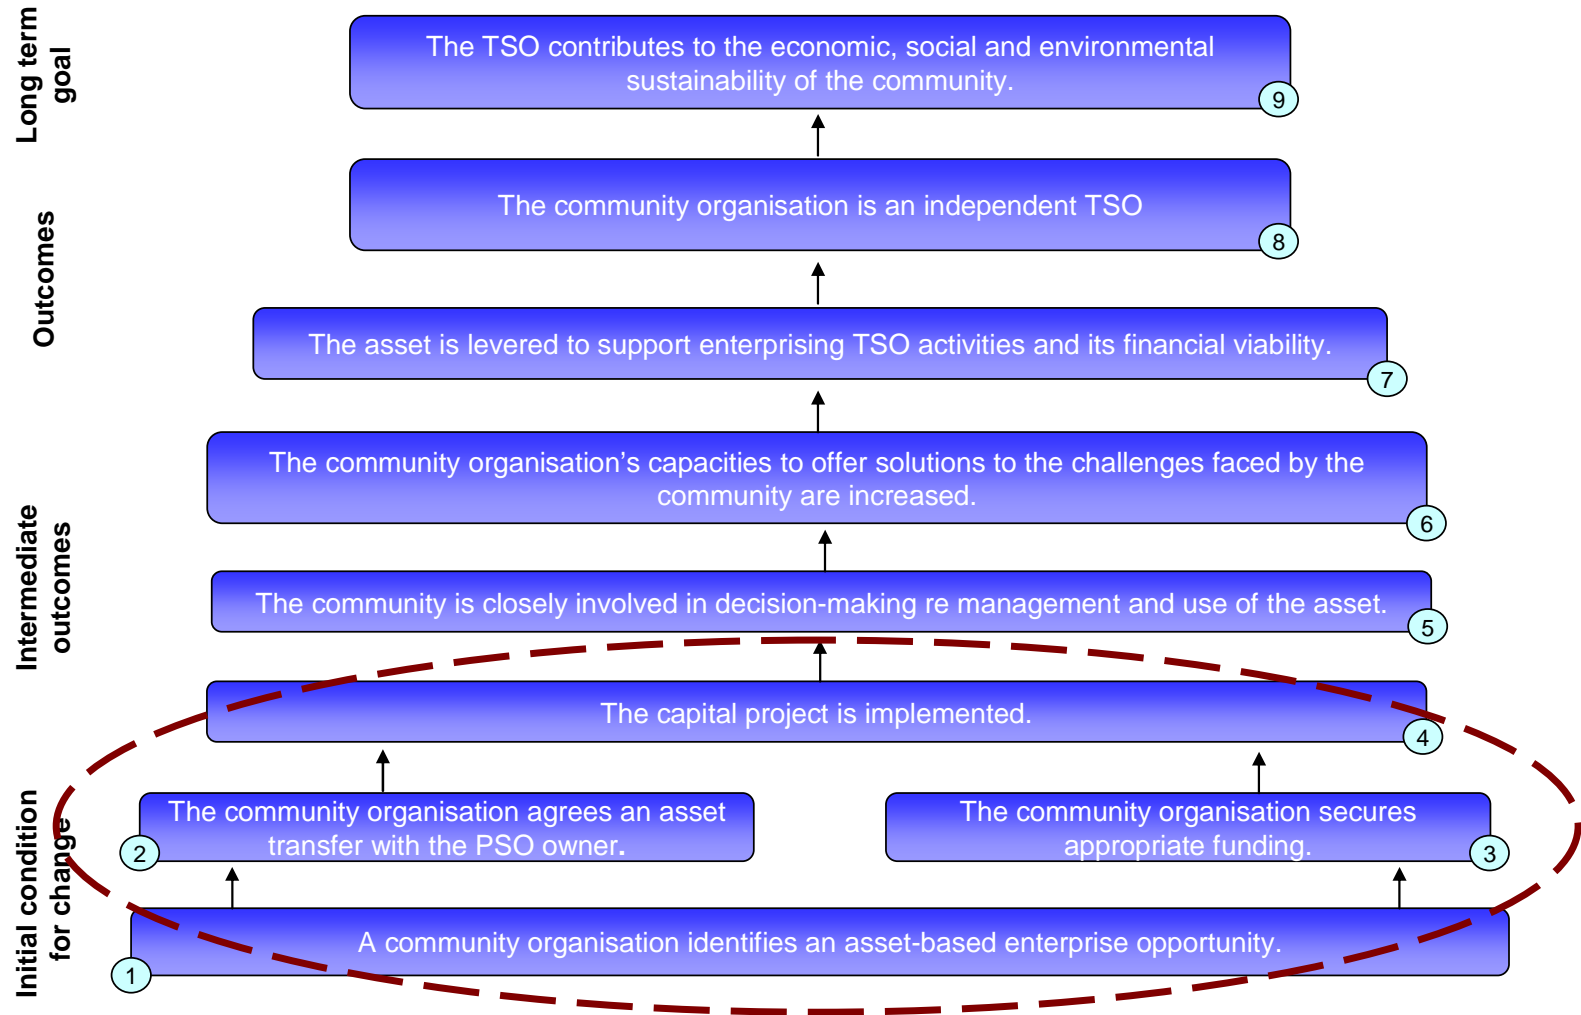 Long term
goal
The TSO contributes to the economic, social and environmental
sustainability of the community.
9
Outcomes
The community organisation is an independent TSO
8
The asset is levered to support enterprising TSO activities and its financial viability.
7
Intermediate
outcomes
The community organisation’s capacities to offer solutions to the challenges faced by the
community are increased.
6
The community is closely involved in decision-making re management and use of the asset.
5
The capital project is implemented.
4
Initial condition
for change
The community organisation agrees an asset
transfer with the PSO owner.
2
The community organisation secures
appropriate funding.
3
A community organisation identifies an asset-based enterprise opportunity.
1